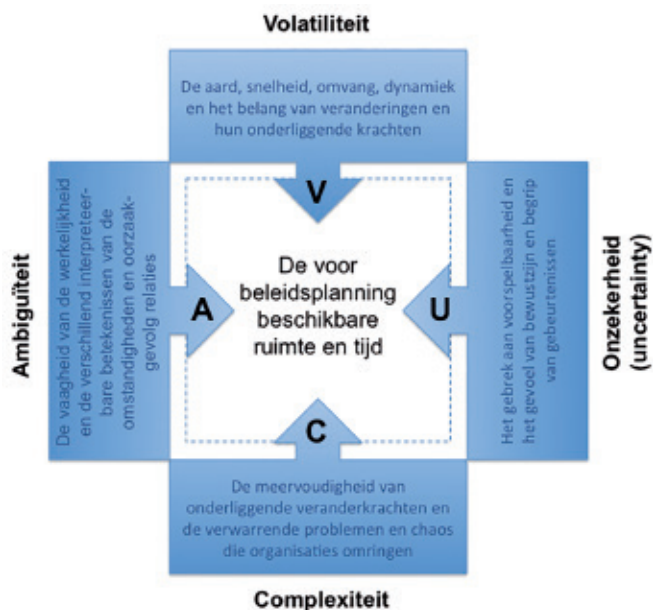 Volatiliteit
De aard, snelheid, omvang, dynamiek
en het belang van veranderingen en
hun onderliggende krachten
V
Ambiguïteit
De vaagheid van de werkelijkheid
en de verschillend interpreteer-
bare betekenissen van de
omstandigheden en oorzaak-
gevolg relaties
A
De voor
beleidsplanning
beschikbare
ruimte en tijd
U
Het gebrek aan voorspelbaarheid en
het gevoel van bewustzijn en begrip
van gebeurtenissen
Onzekerheid
(uncertainty)
C
De meervoudigheid van
onderliggende veranderkrachten en
de verwarrende problemen en chaos
die organisaties omringen
Complexiteit